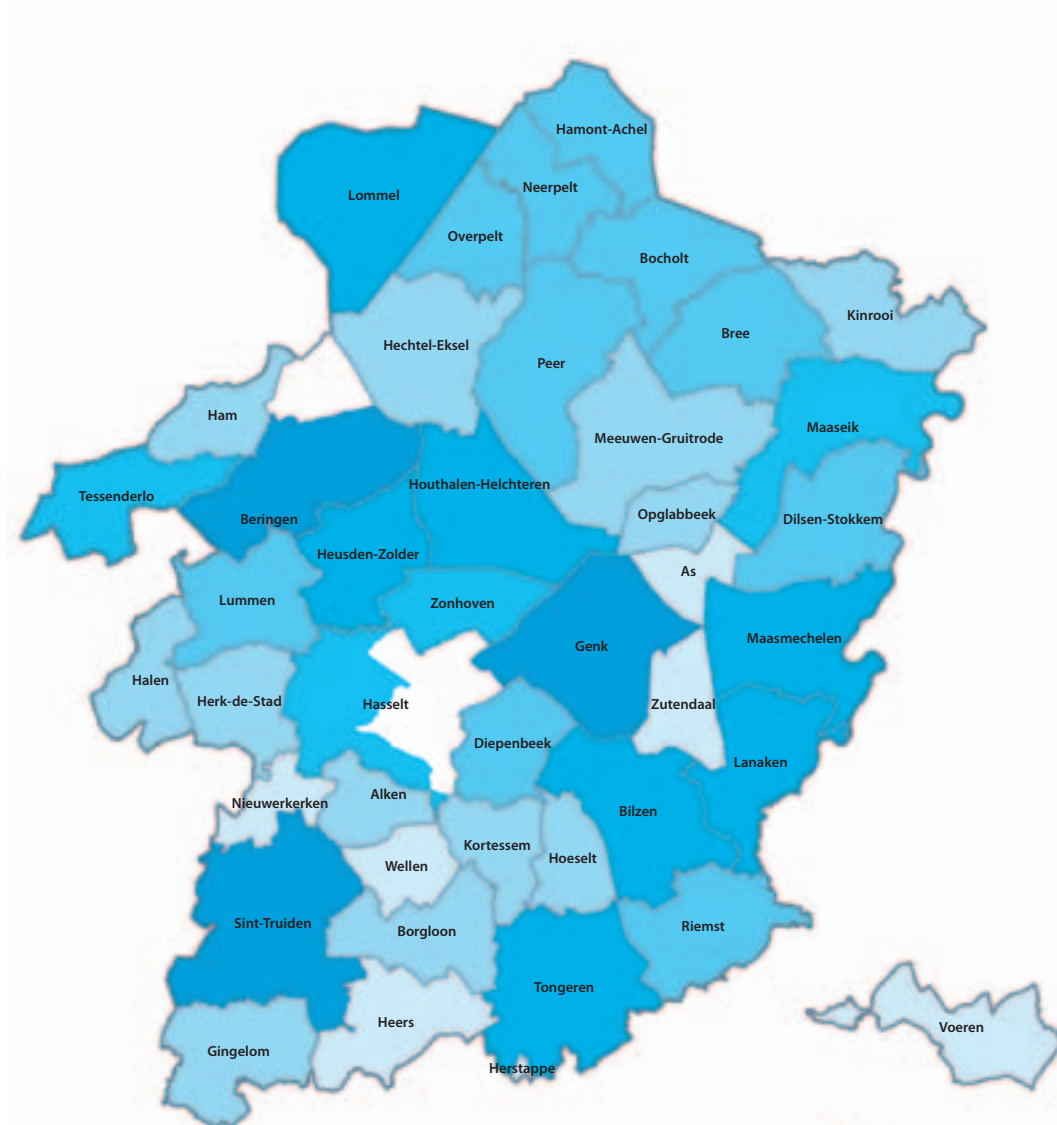 Hamont-Achel
Neerpelt
Lommel
Overpelt
Bocholt
Kinrooi
Bree
Hechtel-Eksel
Peer
Ham
Maaseik
Meeuwen-Gruitrode
Houthalen-Helchteren
Tessenderlo
Opglabbeek
Beringen
Dilsen-Stokkem
Heusden-Zolder
As
Lummen
Zonhoven
Maasmechelen
Genk
Halen
Herk-de-Stad
Hasselt
Zutendaal
Diepenbeek
Lanaken
Alken
Nieuwerkerken
Bilzen
Kortessem
Hoeselt
Wellen
Sint-Truiden
Borgloon
Riemst
Tongeren
Heers
Voeren
Gingelom
Herstappe